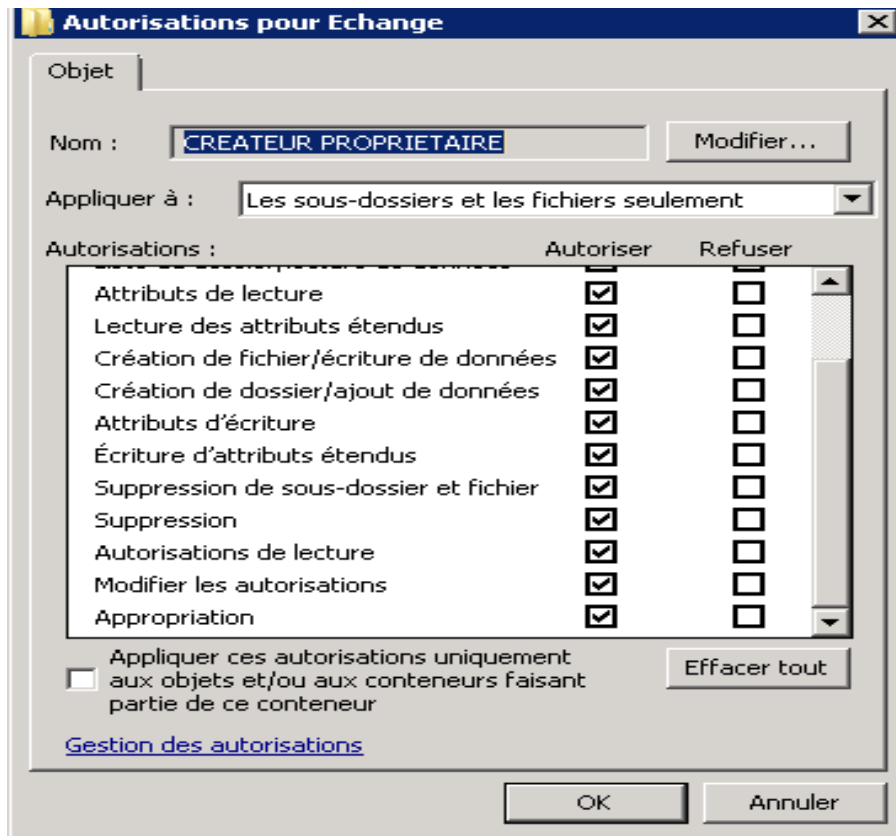 Autorisations pour Echange
Objet
Nom : CREATEUR PROPRIETAIRE Modifier...
Appliquer à : Les sous-dossiers et les fichiers seulement
Autorisations : Autoriser Refuser
Attributs de lecture
Lecture des attributs étendus
Création de fichier/écriture de données
Création de dossier/ajout de données
Attributs d'écriture
Écriture d'attributs étendus
Suppression de sous-dossier et fichier
Suppression
Autorisations de lecture
Modifier les autorisations
Appropriation
Appliquer ces autorisations uniquement
aux objets et/ou aux conteneurs faisant
partie de ce conteneur
Effacer tout
Gestion des autorisations
OK Annuler